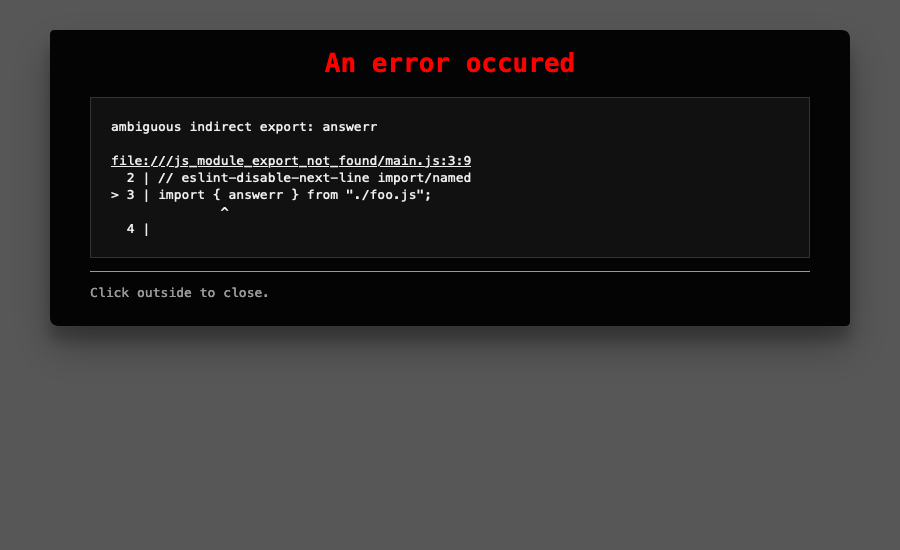 An error occured
ambiguous indirect export: answerr
file:///js_module_export_not_found/main.js:3:9
  2 | // eslint-disable-next-line import/named
> 3 | import { answerr } from "./foo.js";
              ^
  4 |
Click outside to close.